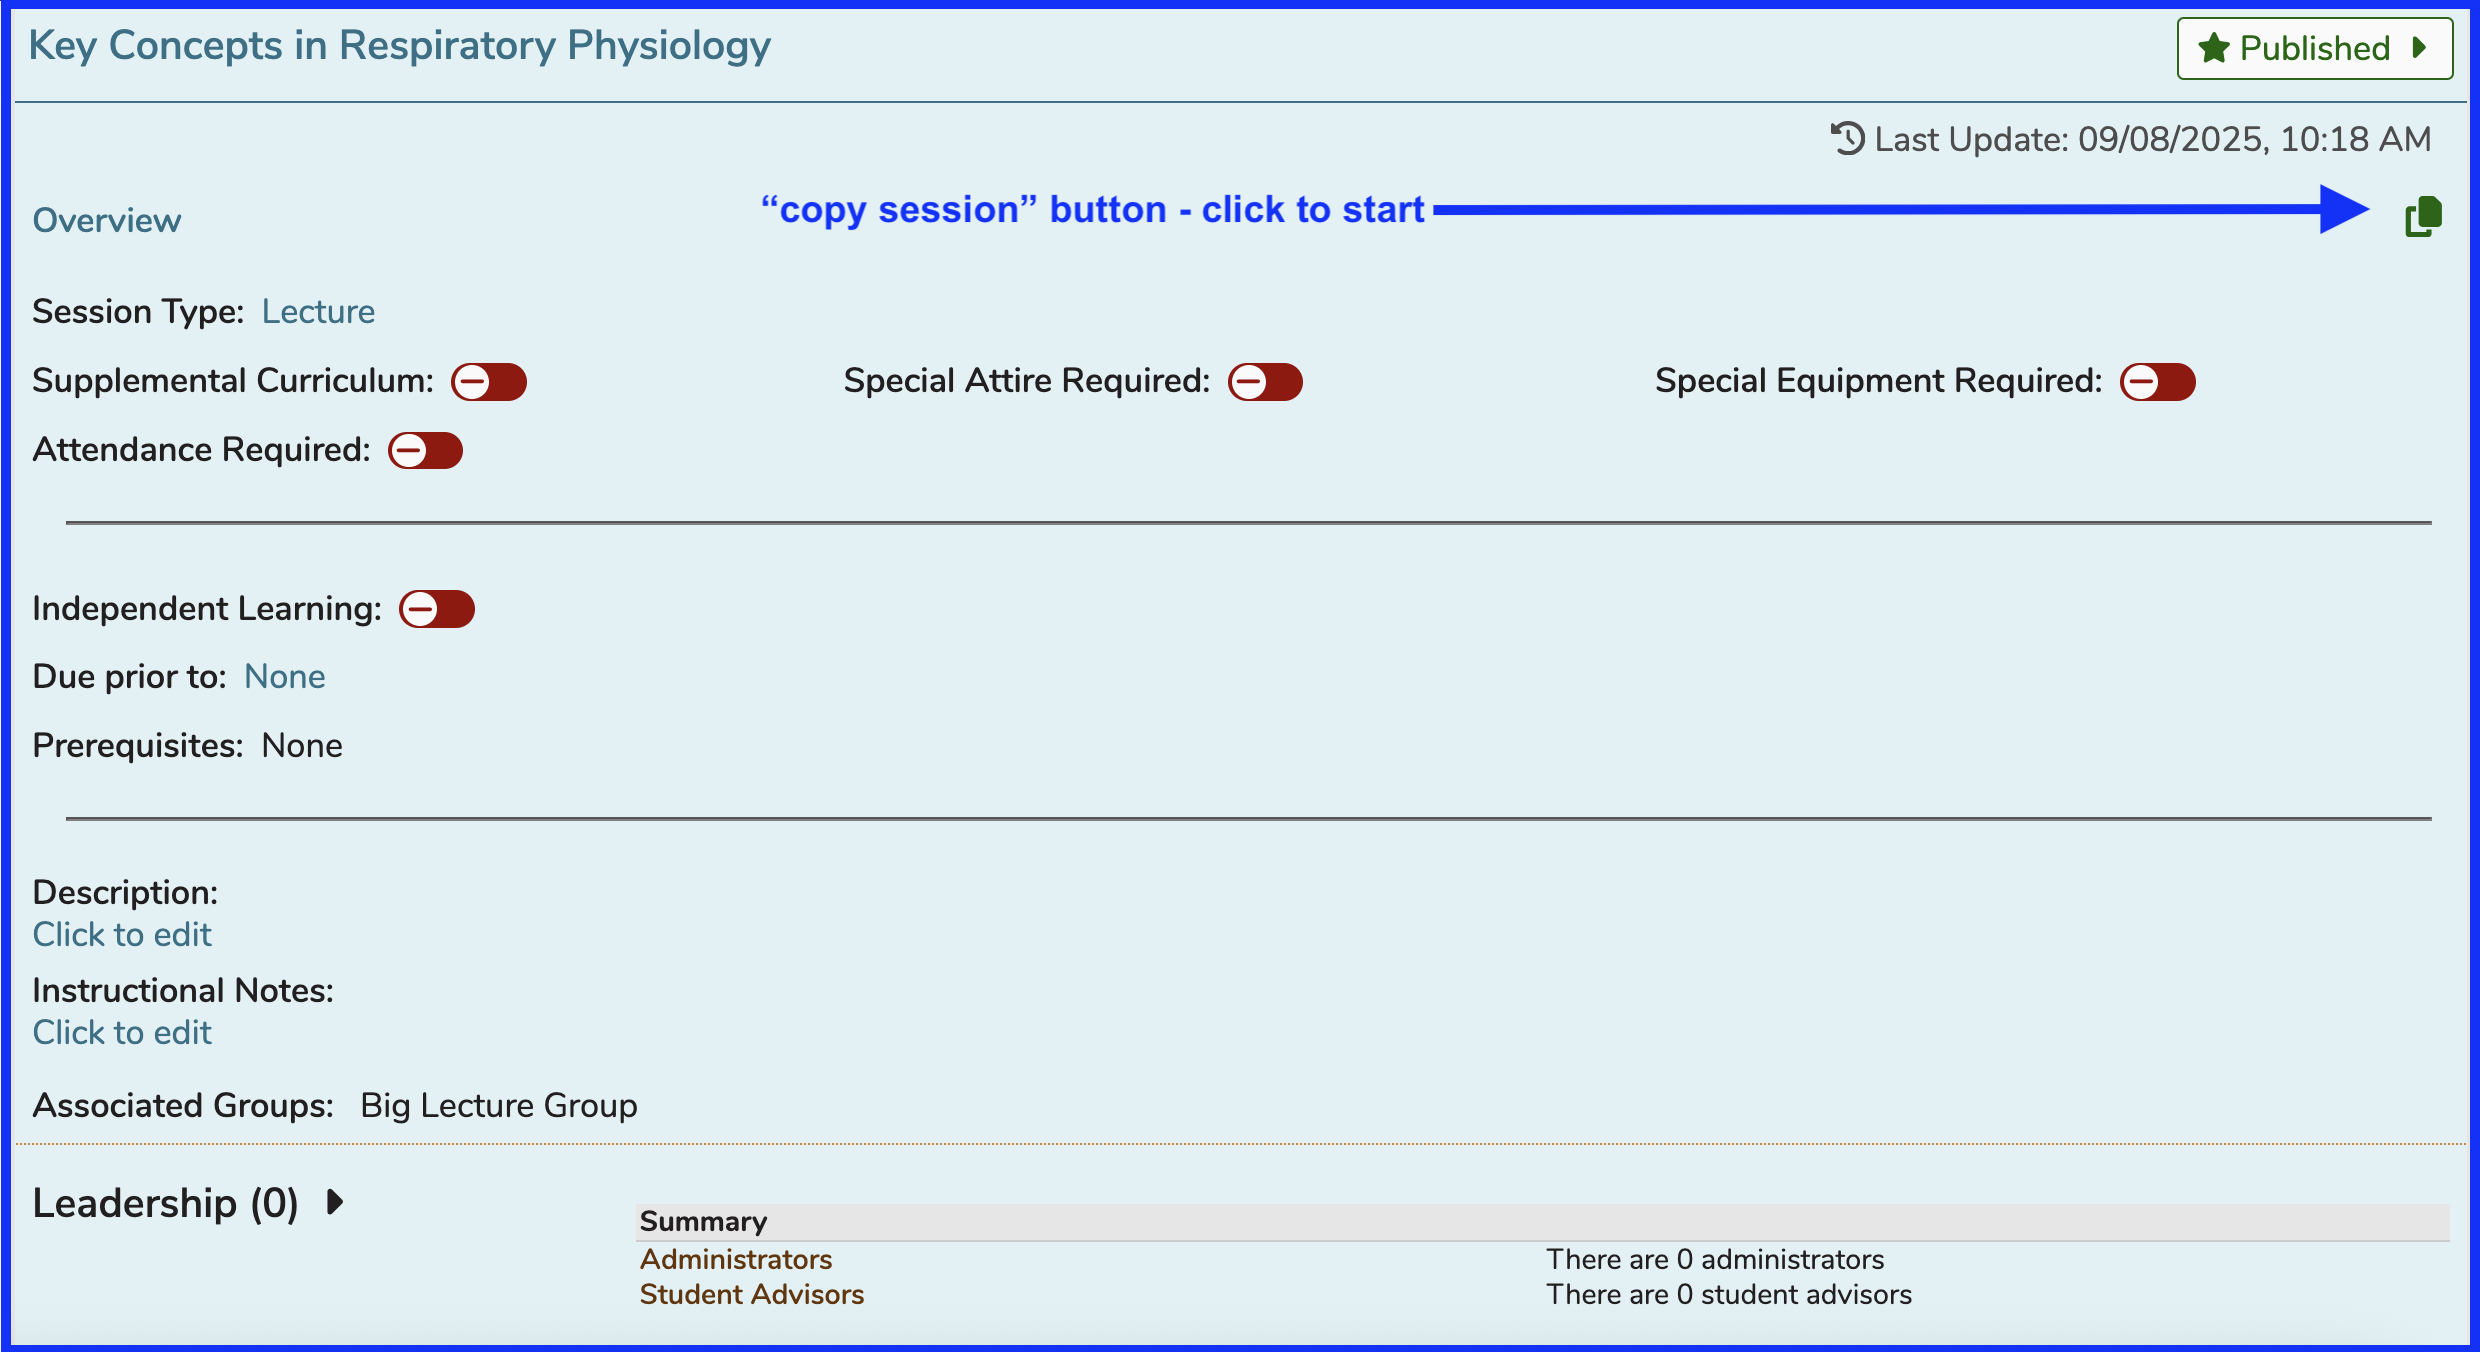 Key Concepts in Respiratory Physiology
Published
Last Update: 09/08/2025, 10:18 AM
“copy session” button - click to start
Overview
Session Type: Lecture
Supplemental Curriculum: Special Attire Required: Special Equipment Required:
Attendance Required:
Independent Learning:
Due prior to: None
Prerequisites: None
Description:
Click to edit
Instructional Notes:
Click to edit
Associated Groups: Big Lecture Group
Leadership (0)
Summary
Administrators There are 0 administrators
Student Advisors There are 0 student advisors